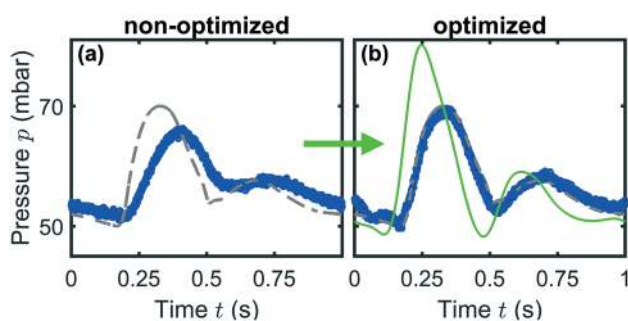 non-optimized optimized
(a) (b)
Pressure p (mbar)
70
50
0 0.25 0.5 0.75 0 0.25 0.5 0.75 1
Time t (s) Time t (s)